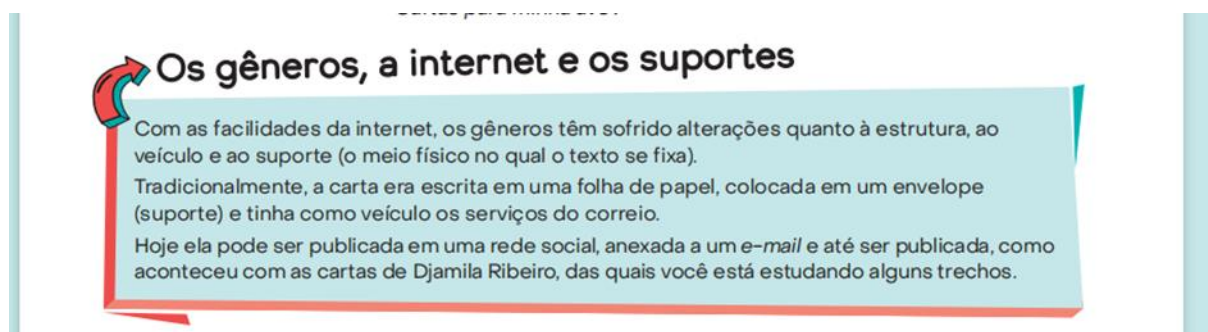 Os gêneros, a internet e os suportes
Com as facilidades da internet, os gêneros têm sofrido alterações quanto à estrutura, ao
veículo e ao suporte (o meio físico no qual o texto se fixa).
Tradicionalmente, a carta era escrita em uma folha de papel, colocada em um envelope
(suporte) e tinha como veículo os serviços do correio.
Hoje ela pode ser publicada em uma rede social, anexada a um e-mail e até ser publicada, como
aconteceu com as cartas de Djamila Ribeiro, das quais você está estudando alguns trechos.